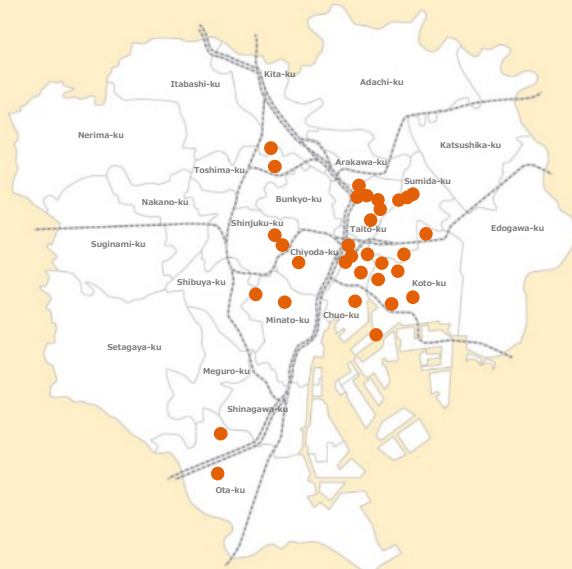 Kita-ku
Itabashi-ku
Adachi-ku
Nerima-ku
Katsushika-ku
Arakawa-ku
Toshima-ku
Sumida-ku
Nakano-ku
Bunkyo-ku
Shinjuku-ku
Taito-ku
Edogawa-ku
Suginami-ku
Chiyoda-ku
Shibuya-ku
Koto-ku
Chuo-ku
Minato-ku
Setagaya-ku
Meguro-ku
Shinagawa-ku
Ota-ku